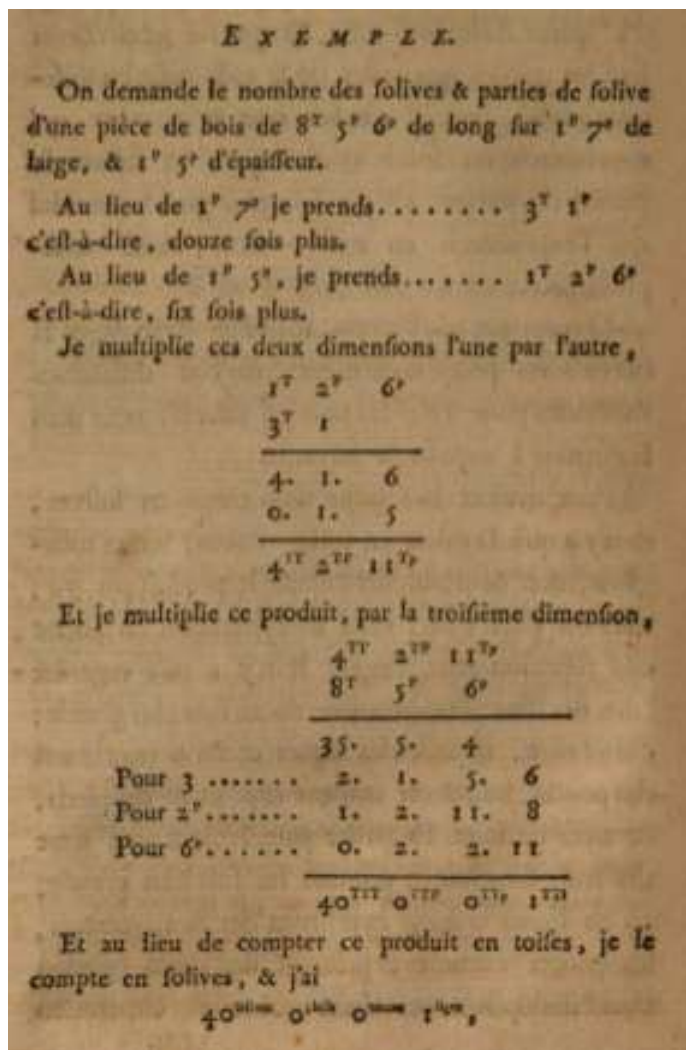 EXEMPLE.
On demande le nombre des ſolives & parties de ſolive
d'une pièce de bois de 8ᵀ 5ᴾ 6ᵖ de long ſur 1ᴾ 7ᵖ de
large, & 1ᴾ 5ᵖ d'épaiſſeur.
Au lieu de 1ᴾ 7ᵖ je prends......... 3ᵀ 1ᴾ
c'eſt-à-dire, douze fois plus.
Au lieu de 1ᴾ 5ᵖ, je prends....... 1ᵀ 2ᴾ 6ᵖ
c'eſt-à-dire, ſix fois plus.
Je multiplie ces deux dimenſions l'une par l'autre,
1ᵀ 2ᴾ 6ᵖ
3ᵀ 1
4. 1. 6
0. 1. 5
4ᵀᵀ 2ᵀᴾ 11ᵀᵖ
Et je multiplie ce produit, par la troiſième dimenſion,
4ᵀᵀ 2ᵀᴾ 11ᵀᵖ
8ᵀ 5ᴾ 6ᵖ
35. 5. 4
Pour 3 ....... 2. 1. 5. 6
Pour 2ᴾ....... 1. 2. 11. 8
Pour 6ᵖ...... 0. 2. 2. 11
40ᵀᵀᵀ 0ᵀᵀᴾ 0ᵀᵀᵖ 1ᵀᵀˡ
Et au lieu de compter ce produit en toiſes, je le
compte en ſolives, & j'ai
40 0 0 1,